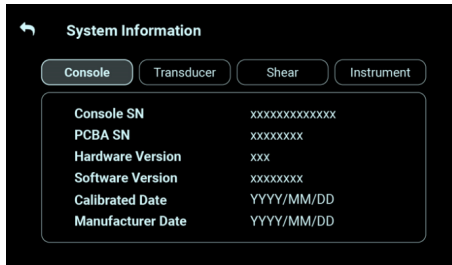 System Information
Console Transducer Shear Instrument
Console SN xxxxxxxxxxxxx
PCBA SN xxxxxxxx
Hardware Version xxx
Software Version xxxxxxxx
Calibrated Date YYYY/MM/DD
Manufacturer Date YYYY/MM/DD